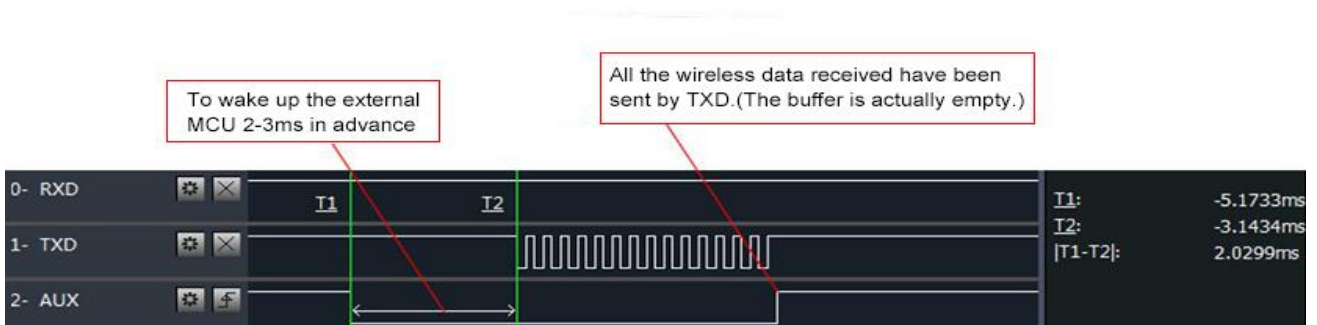 All the wireless data received have been
sent by TXD.(The buffer is actually empty.)
To wake up the external
MCU 2-3ms in advance
0- RXD
T1
T2
T1: -5.1733ms
T2: -3.1434ms
1- TXD
|T1-T2|: 2.0299ms
2- AUX